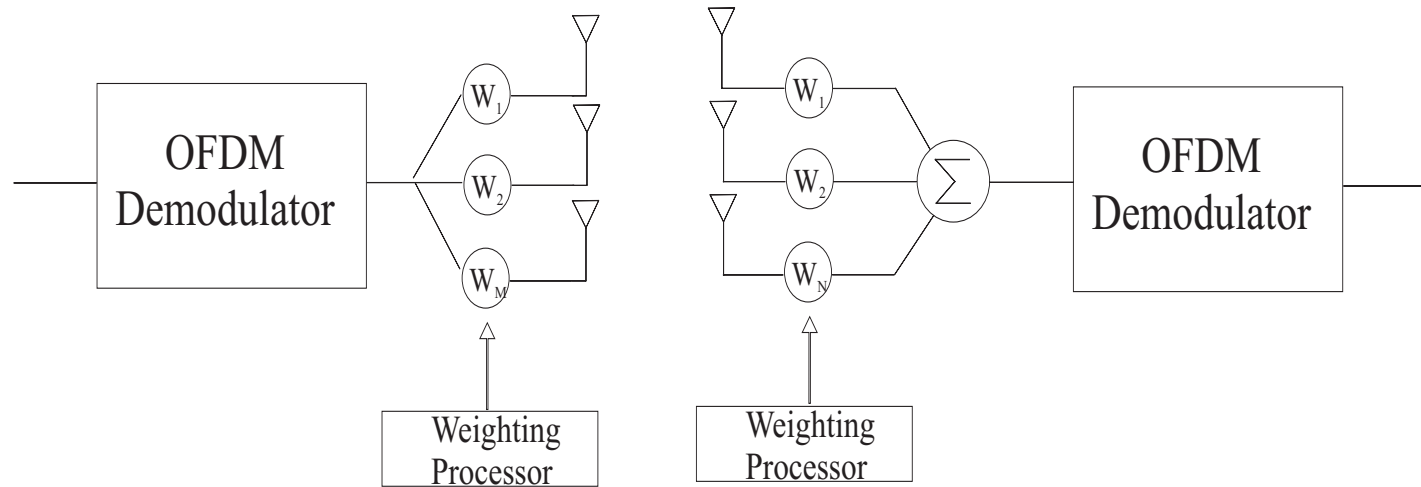 OFDM
Demodulator
W1
W2
WM
Weighting
Processor
W1
W2
WN
Weighting
Processor
∑
OFDM
Demodulator